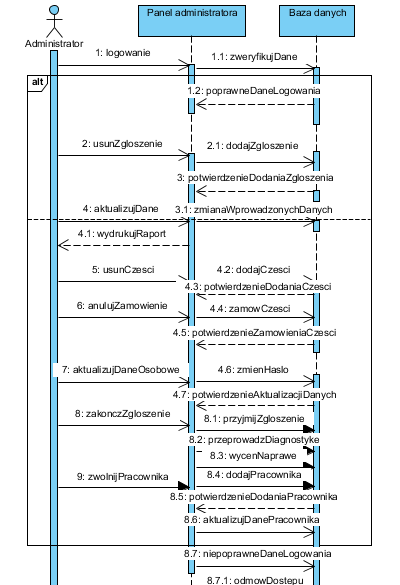 Panel administratora
Baza danych
Administrator
1: logowanie
1.1: zweryfikujDane
alt
1.2: poprawneDaneLogowania
2: usunZgloszenie
2.1: dodajZgloszenie
3: potwierdzenieDodaniaZgloszenia
4: aktualizujDane
3.1: zmianaWprowadzonychDanych
4.1: wydrukujRaport
5: usunCzesci
4.2: dodajCzesci
4.3: potwierdzenieDodaniaCzesci
6: anulujZamowienie
4.4: zamowCzesci
4.5: potwierdzenieZamowieniaCzesci
7: aktualizujDaneOsobowe
4.6: zmienHaslo
4.7: potwierdzenieAktualizacjiDanych
8: zakonczZgloszenie
8.1: przyjmijZgloszenie
8.2: przeprowadzDiagnostyke
8.3: wycenNaprawe
9: zwolnijPracownika
8.4: dodajPracownika
8.5: potwierdzenieDodaniaPracownika
8.6: aktualizujDanePracownika
8.7: niepoprawneDaneLogowania
8.7.1: odmowDostepu